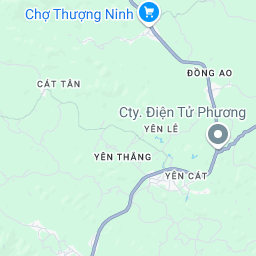 Chợ Thượng Ninh
ĐỒNG AO
CÁT TÂN
Cty. Điện Tử Phương
YÊN LỄ
YÊN THẮNG
YÊN CÁT